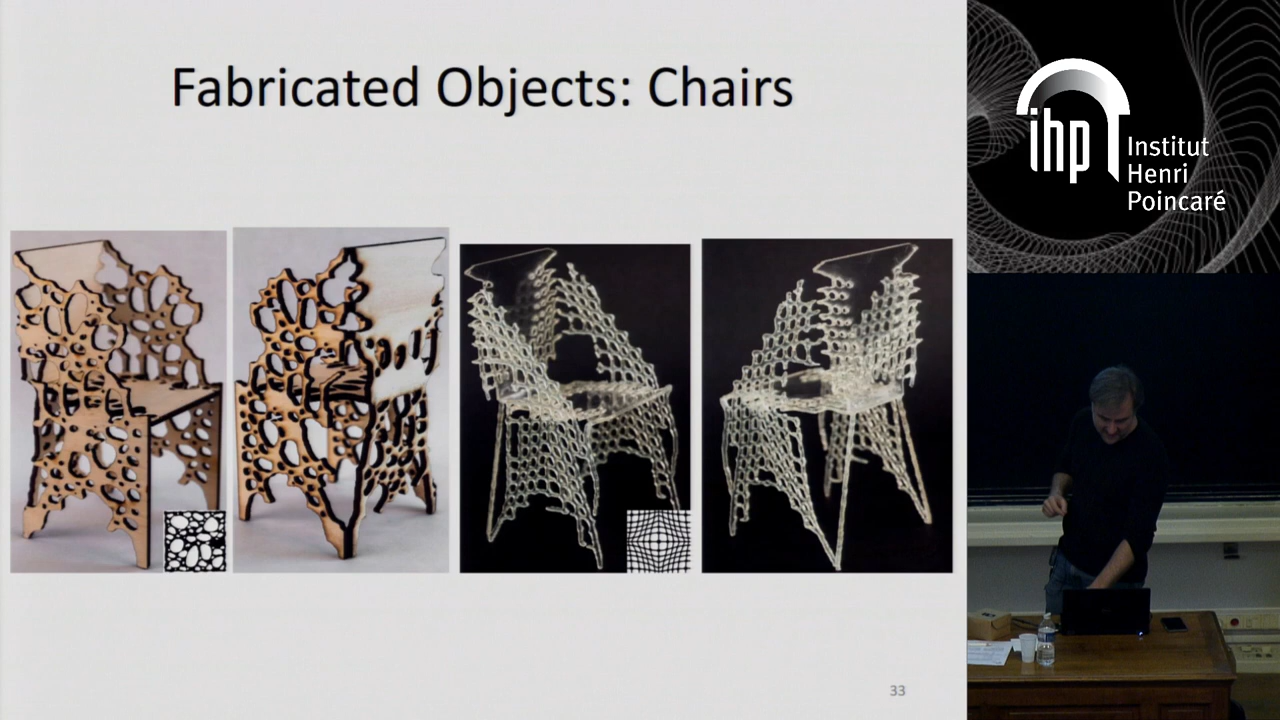 Fabricated Objects: Chairs
33
ihp
Institut
Henri
Poincaré